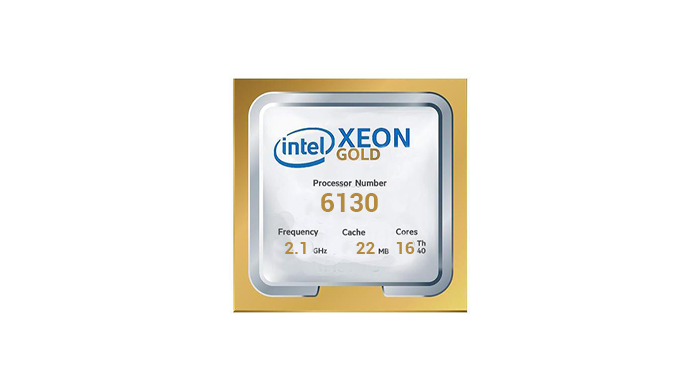 intel XEON
GOLD
Processor Number
6130
Frequency Cache Cores
2.1 GHz 22 MB 16 Th 40